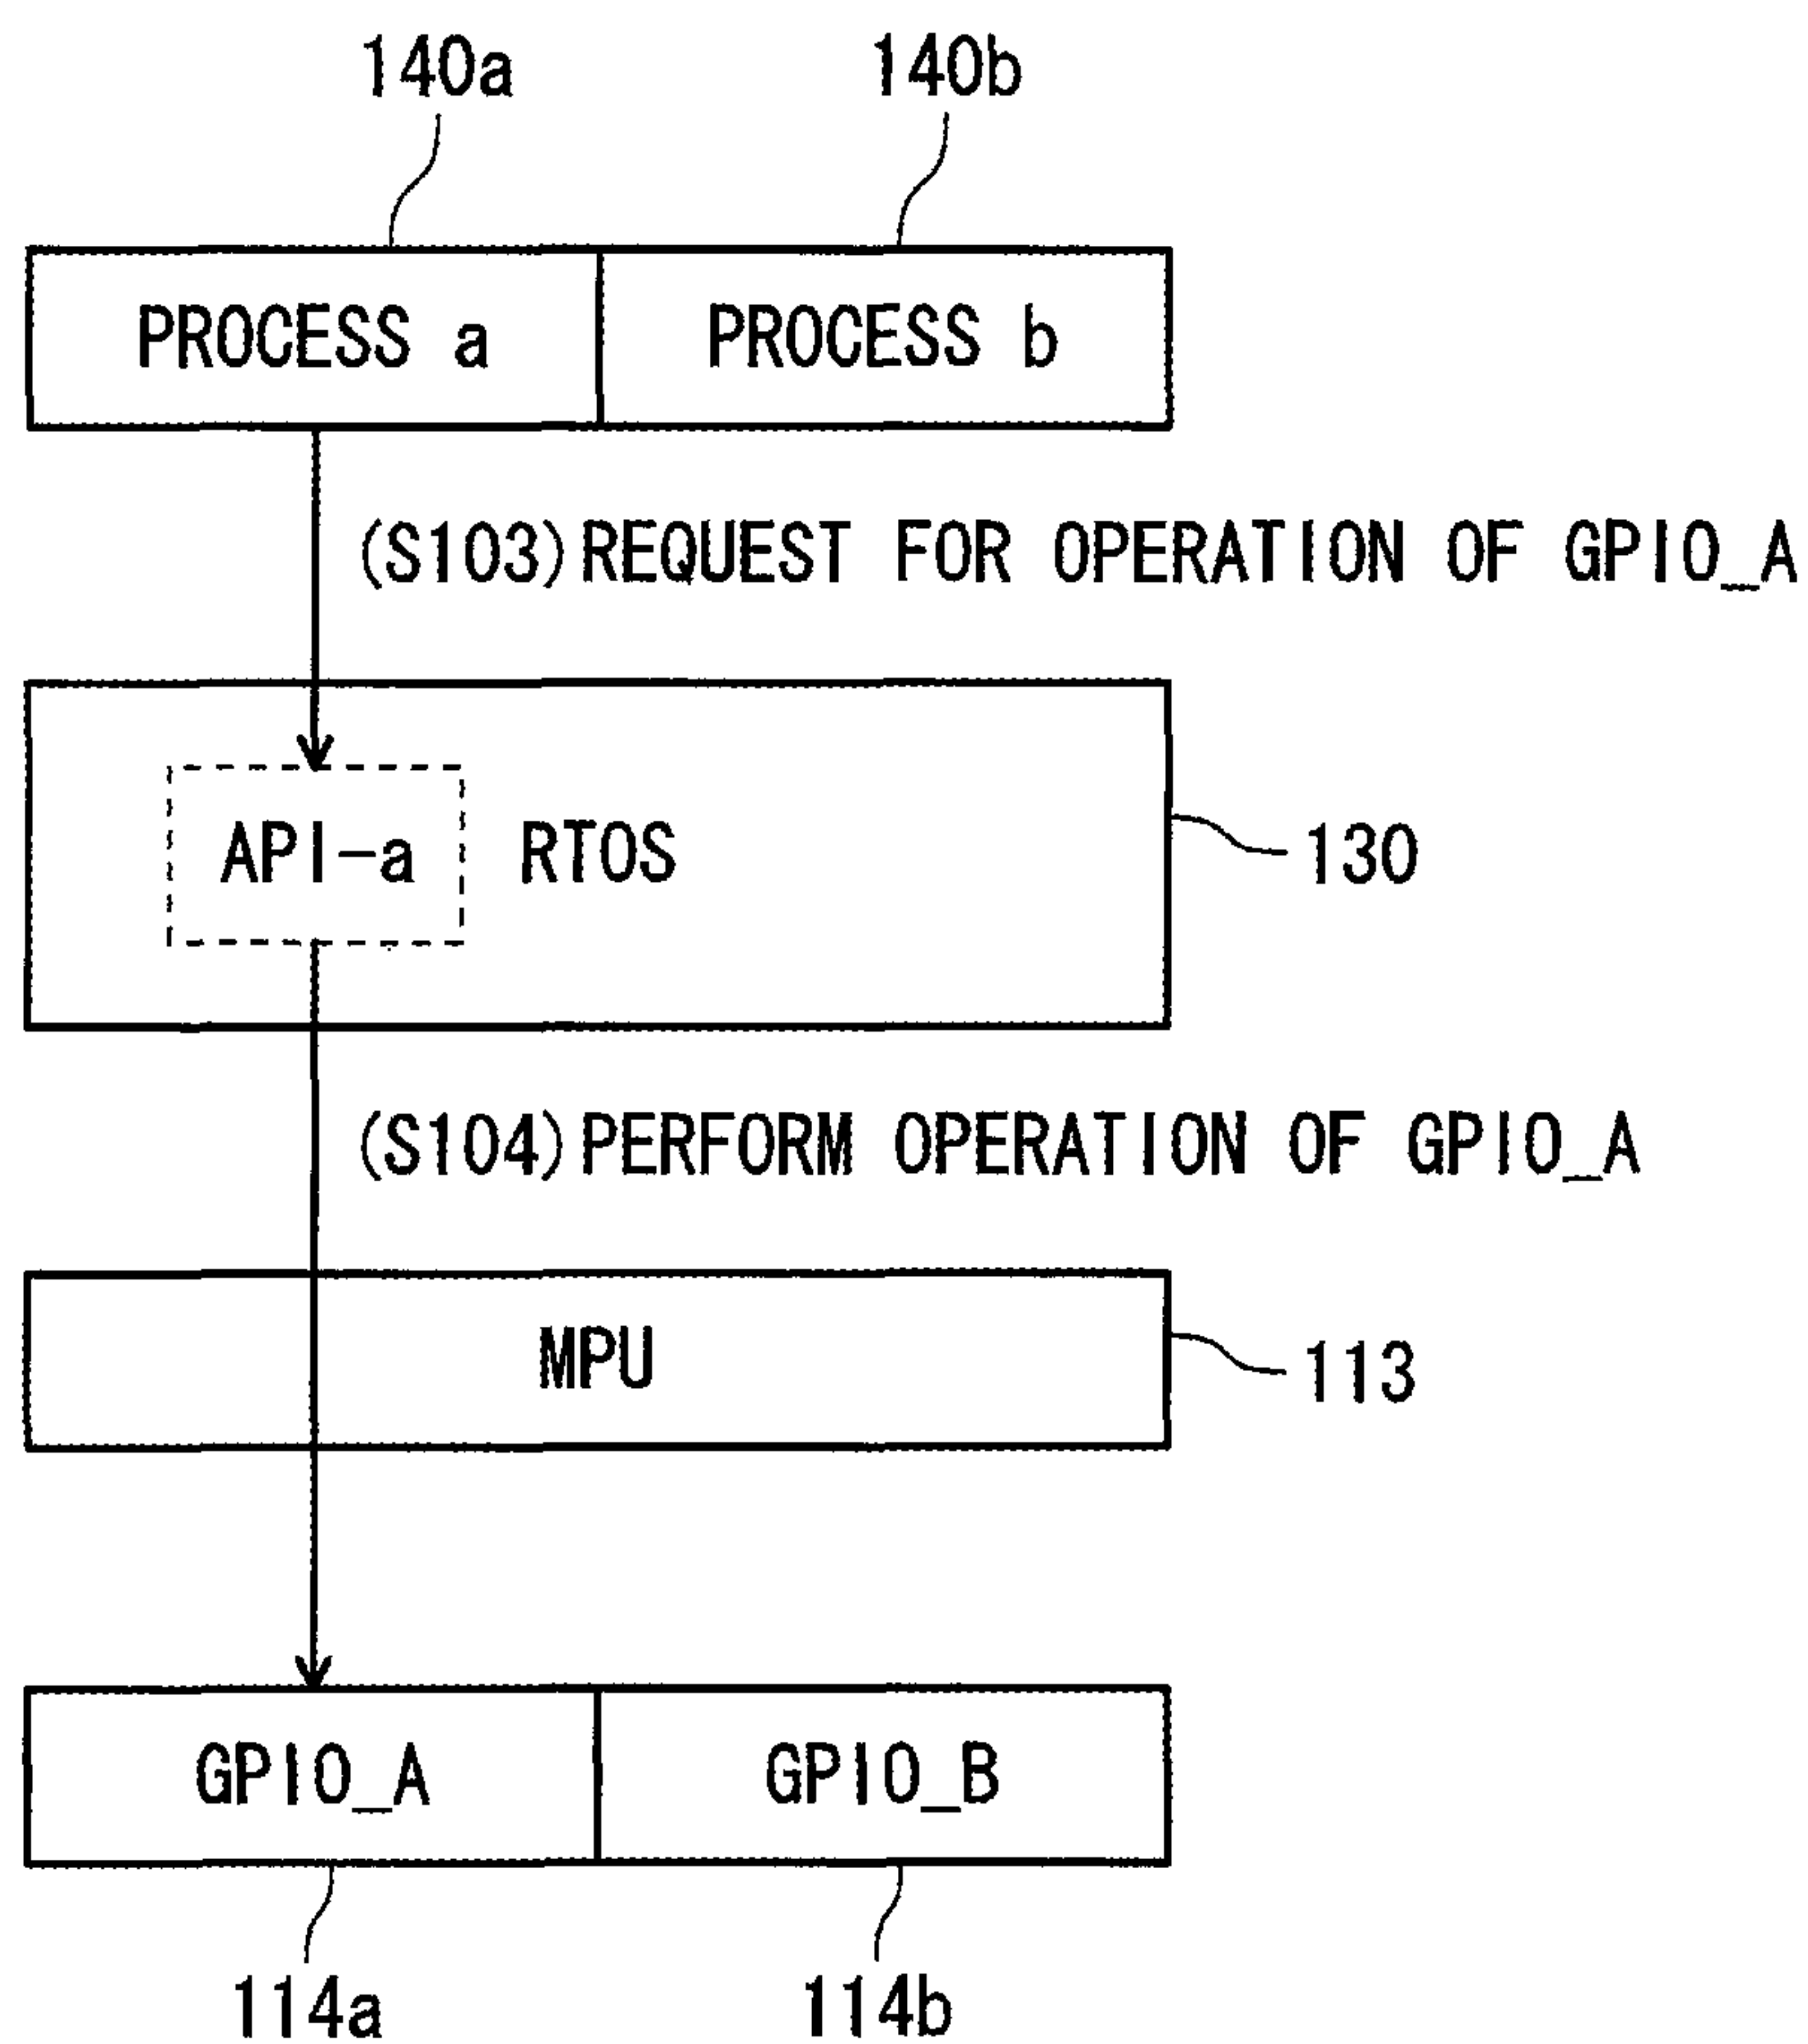 140a 140b
PROCESS a PROCESS b
(S103)REQUEST FOR OPERATION OF GPIO_A
API-a RTOS
130
(S104)PERFORM OPERATION OF GPIO_A
MPU
113
GPIO_A GPIO_B
114a 114b